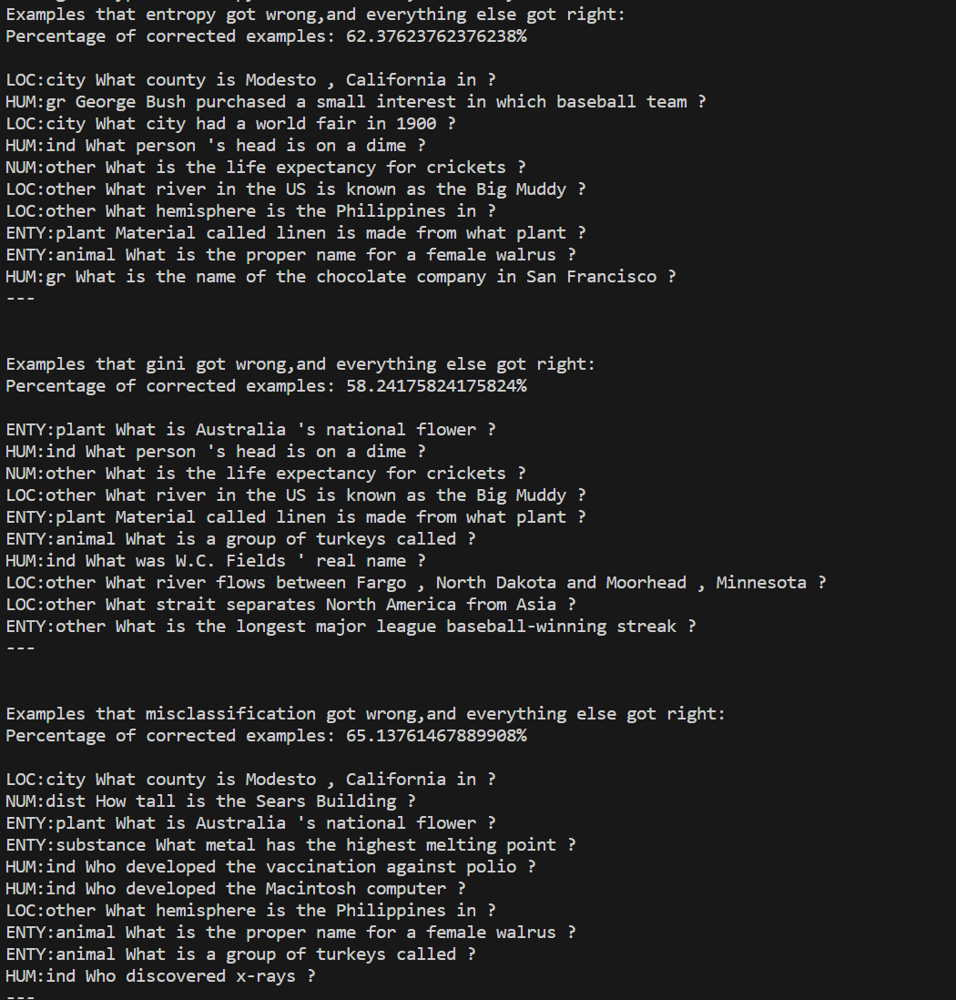 Examples that entropy got wrong,and everything else got right:
Percentage of corrected examples: 62.37623762376238%
LOC:city What county is Modesto , California in ?
HUM:gr George Bush purchased a small interest in which baseball team ?
LOC:city What city had a world fair in 1900 ?
HUM:ind What person 's head is on a dime ?
NUM:other What is the life expectancy for crickets ?
LOC:other What river in the US is known as the Big Muddy ?
LOC:other What hemisphere is the Philippines in ?
ENTY:plant Material called linen is made from what plant ?
ENTY:animal What is the proper name for a female walrus ?
HUM:gr What is the name of the chocolate company in San Francisco ?
---
Examples that gini got wrong,and everything else got right:
Percentage of corrected examples: 58.24175824175824%
ENTY:plant What is Australia 's national flower ?
HUM:ind What person 's head is on a dime ?
NUM:other What is the life expectancy for crickets ?
LOC:other What river in the US is known as the Big Muddy ?
ENTY:plant Material called linen is made from what plant ?
ENTY:animal What is a group of turkeys called ?
HUM:ind What was W.C. Fields ' real name ?
LOC:other What river flows between Fargo , North Dakota and Moorhead , Minnesota ?
LOC:other What strait separates North America from Asia ?
ENTY:other What is the longest major league baseball-winning streak ?
---
Examples that misclassification got wrong,and everything else got right:
Percentage of corrected examples: 65.13761467889908%
LOC:city What county is Modesto , California in ?
NUM:dist How tall is the Sears Building ?
ENTY:plant What is Australia 's national flower ?
ENTY:substance What metal has the highest melting point ?
HUM:ind Who developed the vaccination against polio ?
HUM:ind Who developed the Macintosh computer ?
LOC:other What hemisphere is the Philippines in ?
ENTY:animal What is the proper name for a female walrus ?
ENTY:animal What is a group of turkeys called ?
HUM:ind Who discovered x-rays ?
---